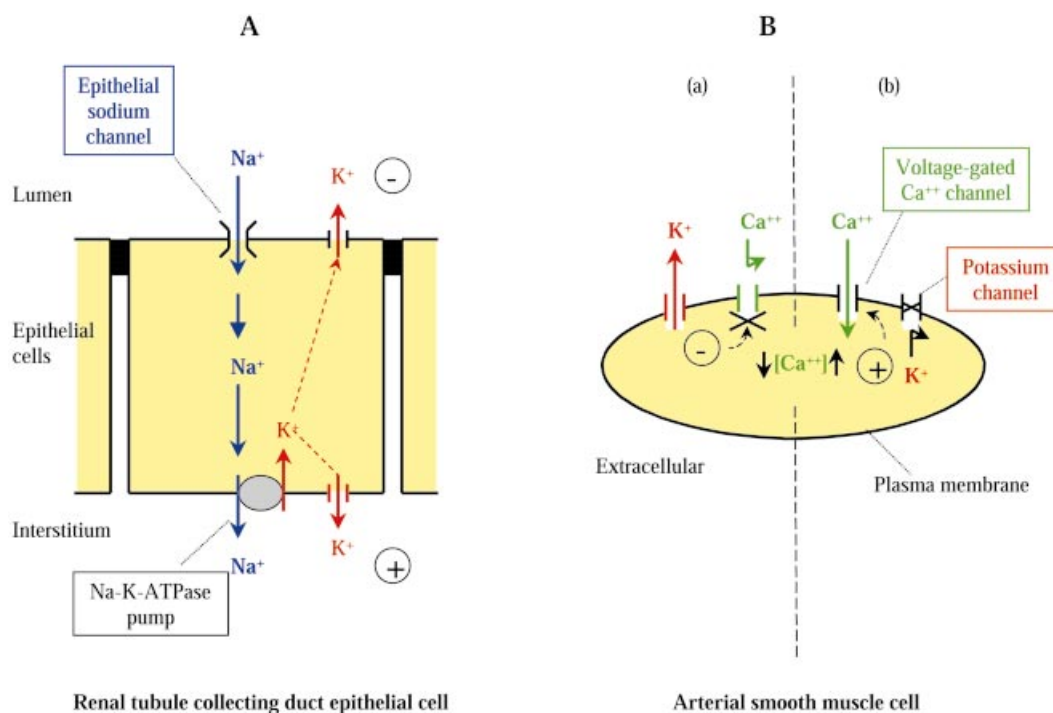 A
Epithelial
sodium
channel
Na⁺
K⁺
-
Lumen
Epithelial
cells
Na⁺
K⁺
Interstitium
Na⁺
K⁺
+
Na-K-ATPase
pump
Renal tubule collecting duct epithelial cell
B
(a)
(b)
Voltage-gated
Ca⁺⁺ channel
K⁺
Ca⁺⁺
Ca⁺⁺
Potassium
channel
-
[Ca⁺⁺]
+
K⁺
Extracellular
Plasma membrane
Arterial smooth muscle cell